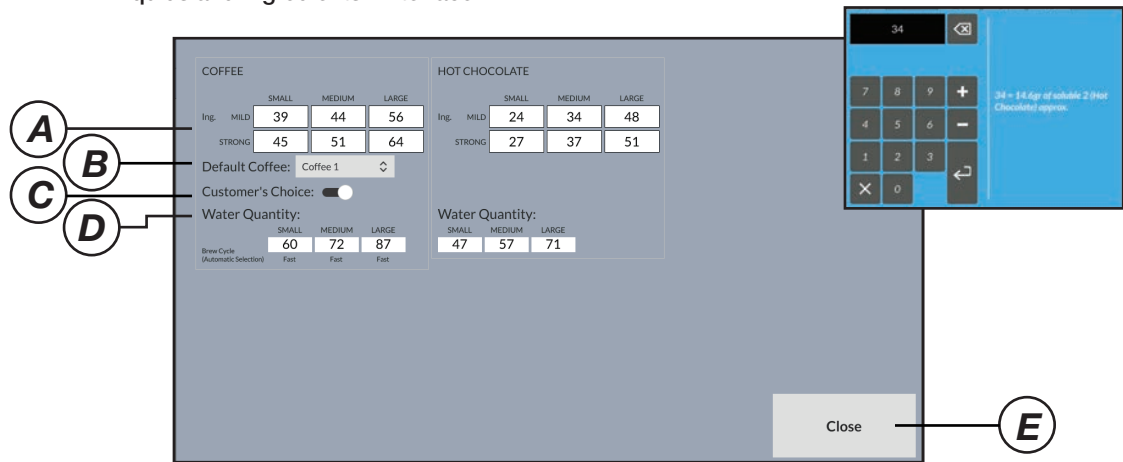 34
7 8 9 +
4 5 6 -
1 2 3
X 0
34 = 14.6gr of soluble 2 (Hot
Chocolate) approx.
COFFEE
SMALL MEDIUM LARGE
Ing. MILD 39 44 56
STRONG 45 51 64
Default Coffee: Coffee 1
Customer's Choice:
Water Quantity:
SMALL MEDIUM LARGE
Brew Cycle 60 72 87
(Automatic Selection) Fast Fast Fast
HOT CHOCOLATE
SMALL MEDIUM LARGE
Ing. MILD 24 34 48
STRONG 27 37 51
Water Quantity:
SMALL MEDIUM LARGE
47 57 71
A
B
C
D
Close
E